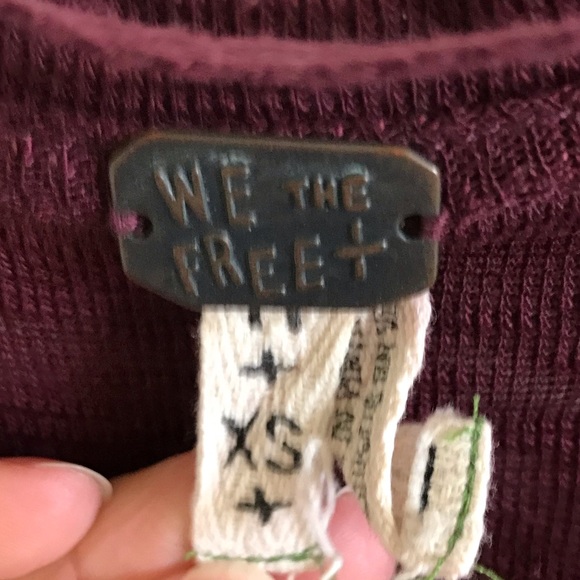 WE THE
FREE+
+
XS
+